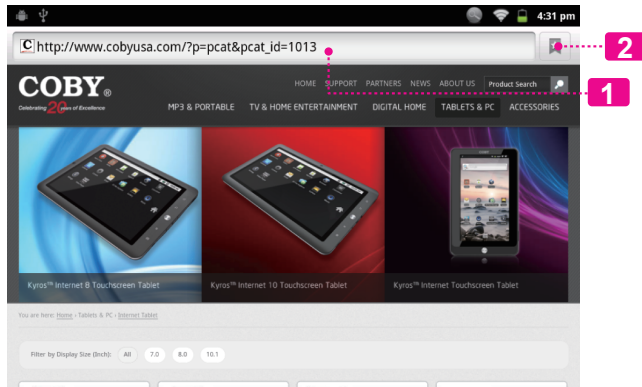 4:31 pm
C http://www.cobyusa.com/?p=pcat&pcat_id=1013
2
COBY®
HOME SUPPORT PARTNERS NEWS ABOUT US Product Search
1
Celebrating 20 Years of Excellence
MP3 & PORTABLE TV & HOME ENTERTAINMENT DIGITAL HOME TABLETS & PC ACCESSORIES
Kyros™ Internet 8 Touchscreen Tablet Kyros™ Internet 10 Touchscreen Tablet Kyros™ Internet Touchscreen Tablet
You are here: Home › Tablets & PC › Internet Tablet
Filter by Display Size (Inch): All 7.0 8.0 10.1